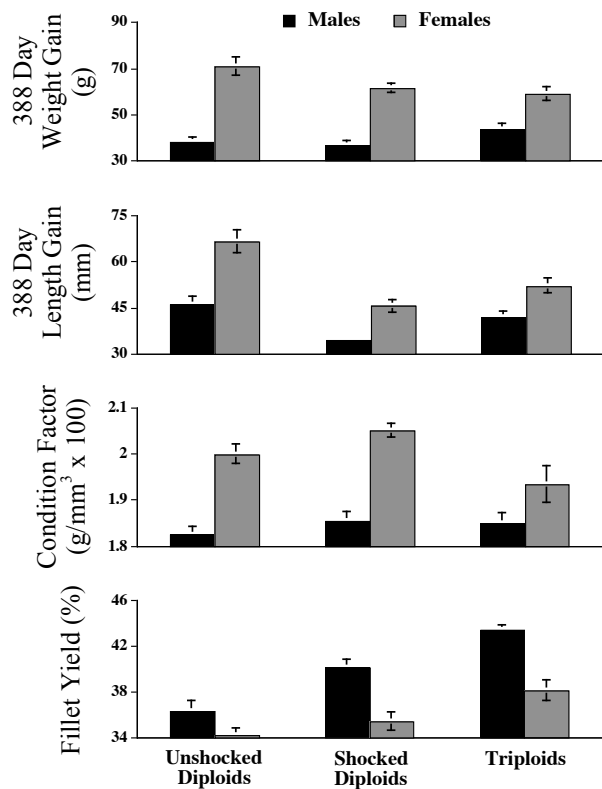 Males Females
388 Day
Weight Gain
(g)
90
70
50
30
388 Day
Length Gain
(mm)
75
60
45
30
Condition Factor
(g/mm³ x 100)
2.1
2
1.9
1.8
Fillet Yield (%)
46
42
38
34
Unshocked
Diploids
Shocked
Diploids
Triploids